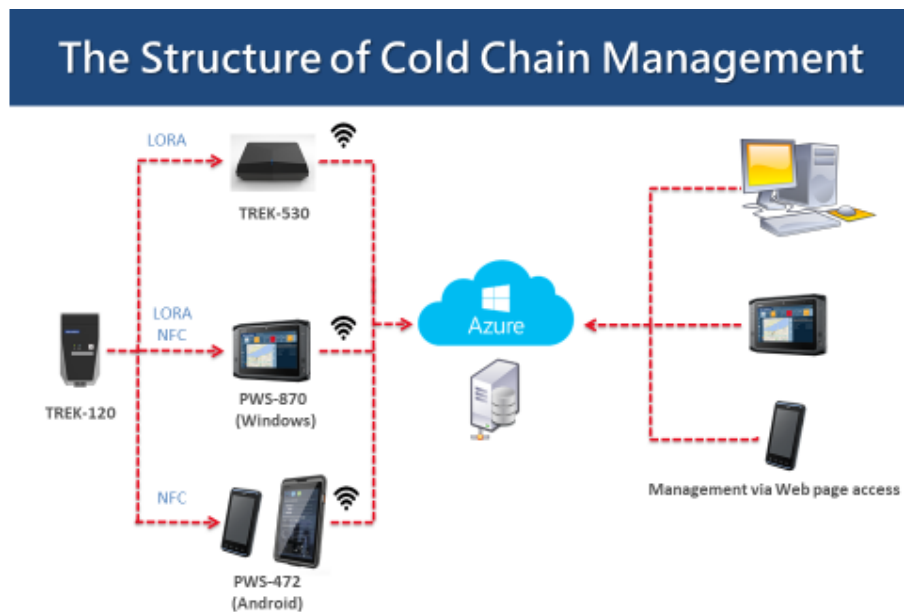 The Structure of Cold Chain Management
LORA
TREK-530
LORA
NFC
TREK-120
PWS-870
(Windows)
NFC
PWS-472
(Android)
Azure
Management via Web page access